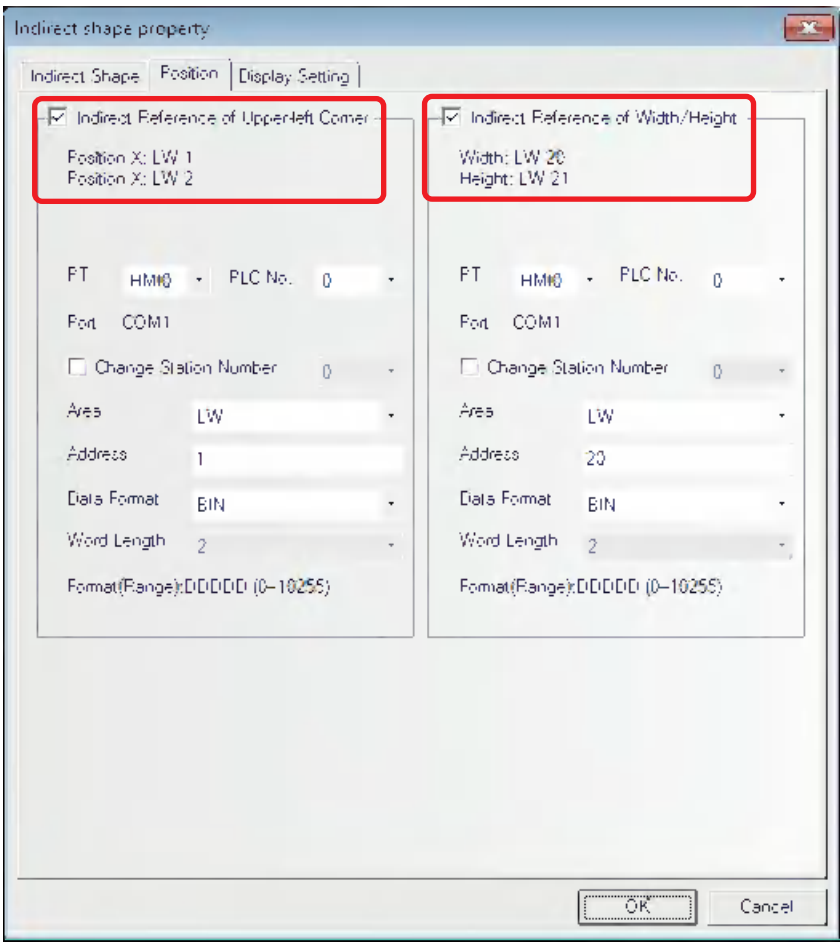 Indirect shape property
Indirect Shape Position Display Setting
Indirect Reference of Upper-left Corner
Position X: LW 1
Position X: LW 2
PT HMI0 PLC No. 0
Port COM1
Change Station Number 0
Area LW
Address 1
Data Format BIN
Word Length 2
Format(Range):DDDDD (0~10255)
Indirect Reference of Width/Height
Width: LW 20
Height: LW 21
PT HMI0 PLC No. 0
Port COM1
Change Station Number 0
Area LW
Address 20
Data Format BIN
Word Length 2
Format(Range):DDDDD (0~10255)
OK Cancel